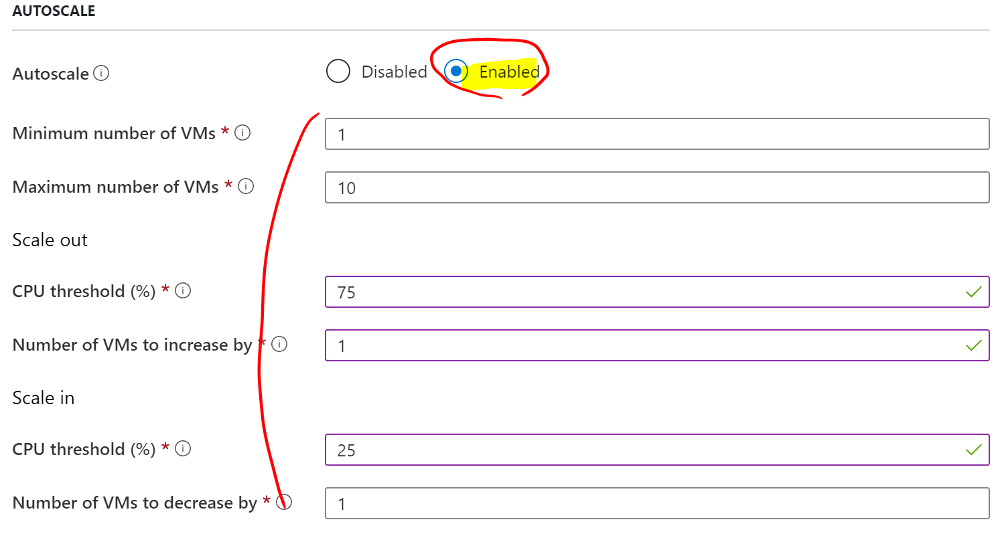 AUTOSCALE
Autoscale Disabled Enabled
Minimum number of VMs * 1
Maximum number of VMs * 10
Scale out
CPU threshold (%) * 75
Number of VMs to increase by * 1
Scale in
CPU threshold (%) * 25
Number of VMs to decrease by * 1